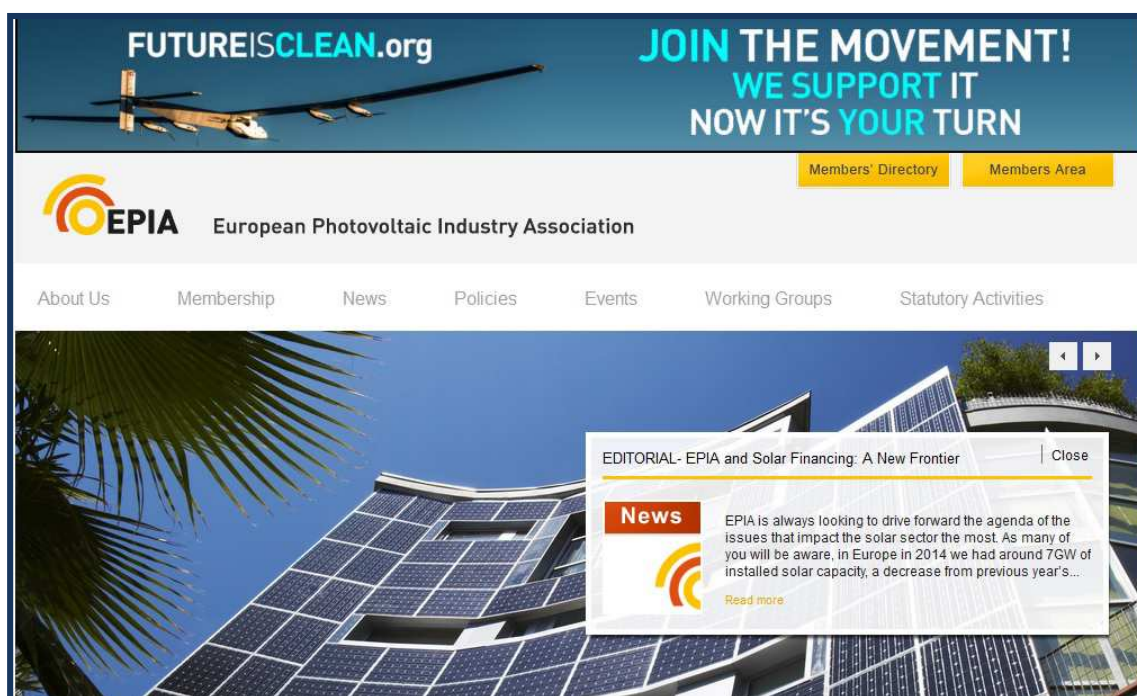 FUTUREISCLEAN.org
JOIN THE MOVEMENT!
WE SUPPORT IT
NOW IT'S YOUR TURN
Members' Directory
Members Area
EPIA
European Photovoltaic Industry Association
About Us
Membership
News
Policies
Events
Working Groups
Statutory Activities
EDITORIAL- EPIA and Solar Financing: A New Frontier
Close
News
EPIA is always looking to drive forward the agenda of the
issues that impact the solar sector the most. As many of
you will be aware, in Europe in 2014 we had around 7GW of
installed solar capacity, a decrease from previous year's...
Read more